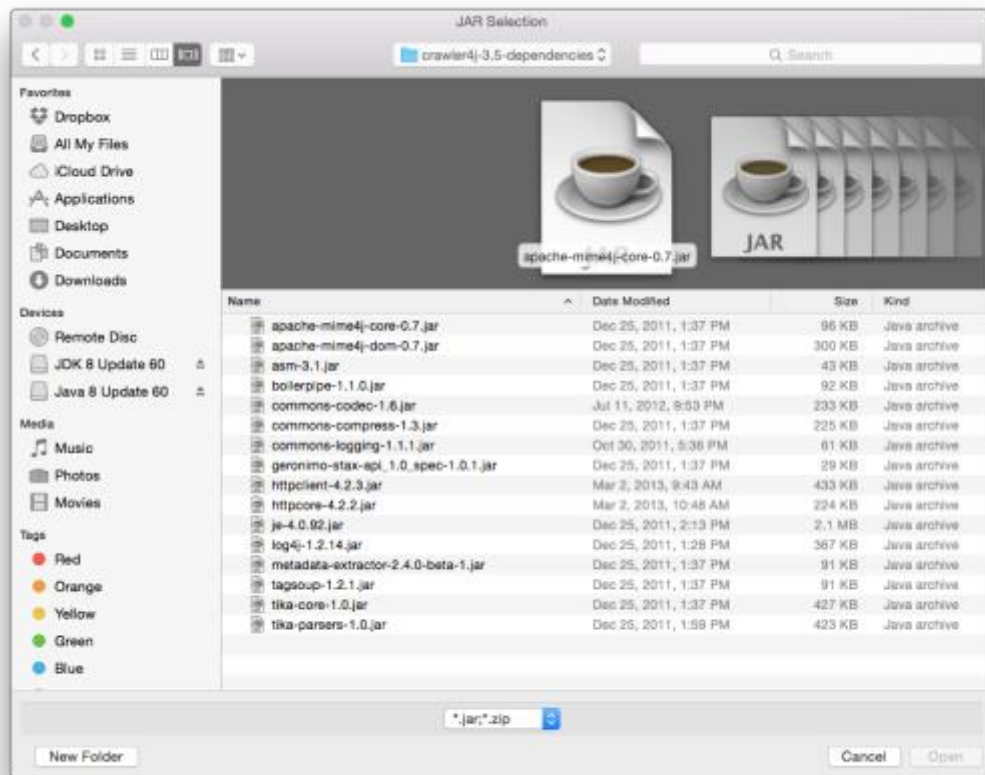 JAR Selection
crawler4j-3.5-dependencies
Search
Favorites
Dropbox
All My Files
iCloud Drive
Applications
Desktop
Documents
Downloads
Devices
Remote Disc
JDK 8 Update 60
Java 8 Update 60
Media
Music
Photos
Movies
Tags
Red
Orange
Yellow
Green
Blue
JAR
apache-mime4j-core-0.7.jar
Name Date Modified Size Kind
apache-mime4j-core-0.7.jar Dec 25, 2011, 1:37 PM 96 KB Java archive
apache-mime4j-dom-0.7.jar Dec 25, 2011, 1:37 PM 300 KB Java archive
asm-3.1.jar Dec 25, 2011, 1:37 PM 43 KB Java archive
boilerpipe-1.1.0.jar Dec 25, 2011, 1:37 PM 92 KB Java archive
commons-codec-1.6.jar Jul 11, 2012, 9:53 PM 233 KB Java archive
commons-compress-1.3.jar Dec 25, 2011, 1:37 PM 225 KB Java archive
commons-logging-1.1.1.jar Oct 30, 2011, 5:36 PM 61 KB Java archive
geronimo-stax-api_1.0_spec-1.0.1.jar Dec 25, 2011, 1:37 PM 29 KB Java archive
httpclient-4.2.3.jar Mar 2, 2013, 9:43 AM 433 KB Java archive
httpcore-4.2.2.jar Mar 2, 2013, 10:46 AM 224 KB Java archive
je-4.0.92.jar Dec 25, 2011, 2:13 PM 2.1 MB Java archive
log4j-1.2.14.jar Dec 25, 2011, 1:28 PM 367 KB Java archive
metadata-extractor-2.4.0-beta-1.jar Dec 25, 2011, 1:37 PM 91 KB Java archive
tagsoup-1.2.1.jar Dec 25, 2011, 1:37 PM 91 KB Java archive
tika-core-1.0.jar Dec 25, 2011, 1:37 PM 427 KB Java archive
tika-parsers-1.0.jar Dec 25, 2011, 1:59 PM 423 KB Java archive
*.jar;*.zip
New Folder
Cancel
Open